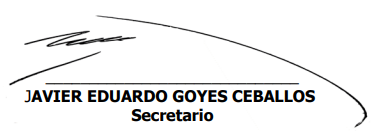 JAVIER EDUARDO GOYES CEBALLOS
Secretario